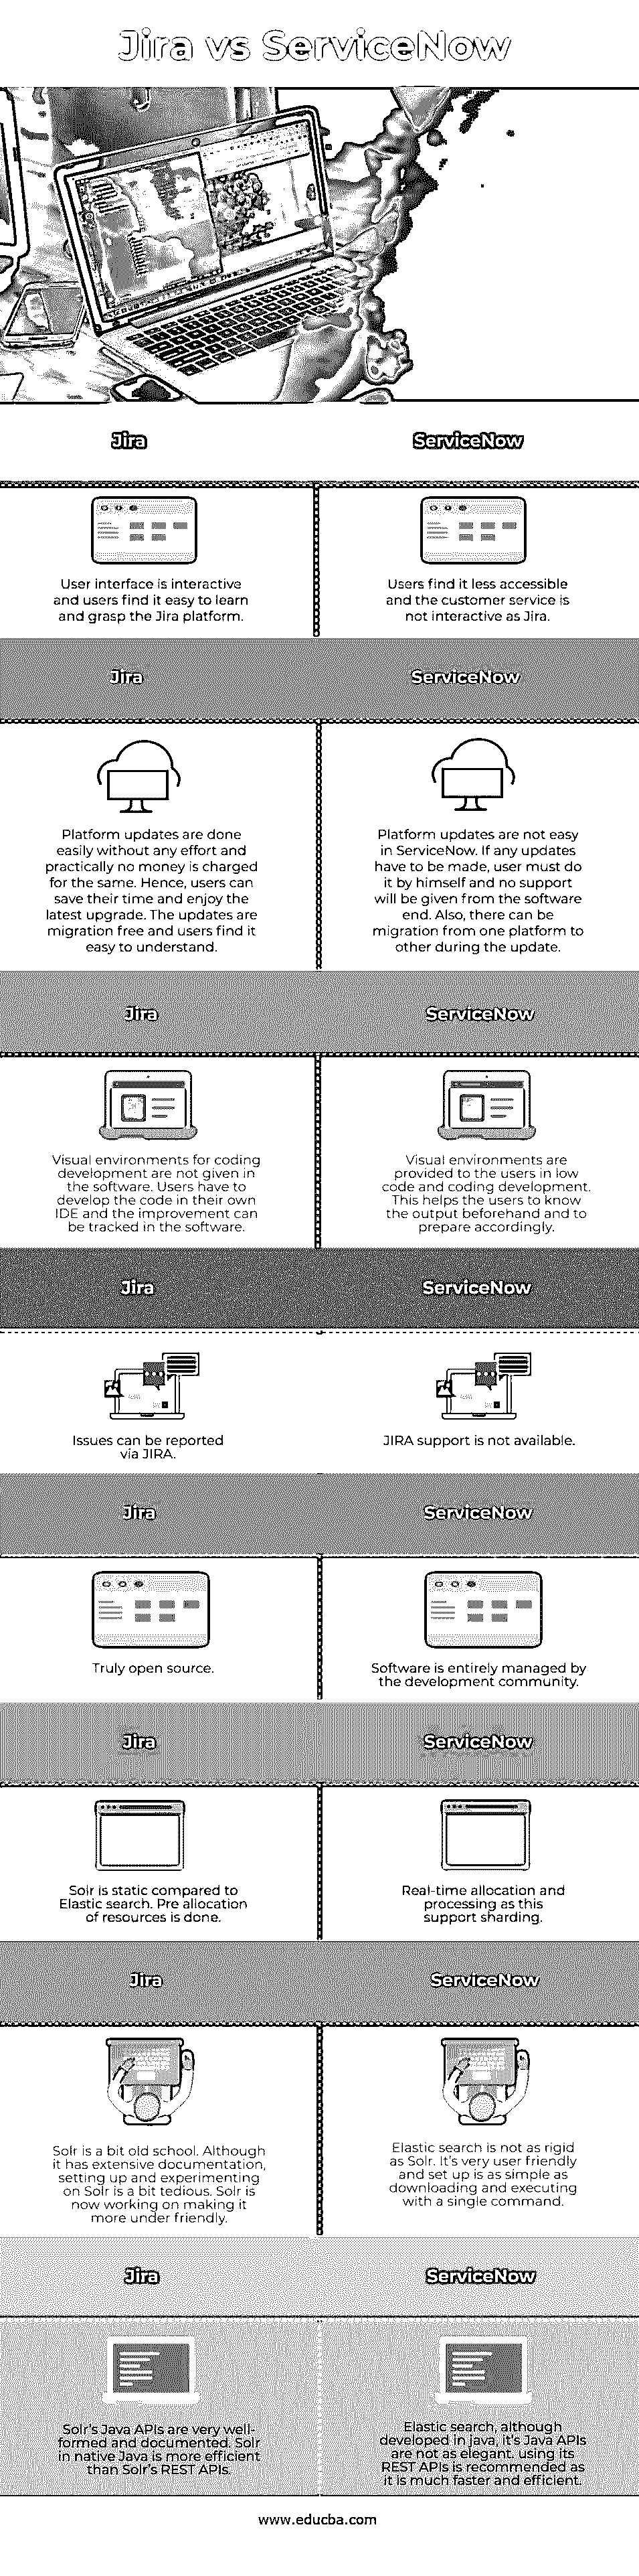 Jira vs ServiceNow
Jira
ServiceNow
User interface is interactive
and users find it easy to learn
and grasp the Jira platform.
Users find it less accessible
and the customer service is
not interactive as Jira.
Jira
ServiceNow
Platform updates are done
easily without any effort and
practically no money is charged
for the same. Hence, users can
save their time and enjoy the
latest upgrade. The updates are
migration free and users find it
easy to understand.
Platform updates are not easy
in ServiceNow. If any updates
have to be made, user must do
it by himself and no support
will be given from the software
end. Also, there can be
migration from one platform to
other during the update.
Jira
ServiceNow
Visual environments for coding
development are not given in
the software. Users have to
develop the code in their own
IDE and the improvement can
be tracked in the software.
Visual environments are
provided to the users in low
code and coding development.
This helps the users to know
the output beforehand and to
prepare accordingly.
Jira
ServiceNow
Issues can be reported
via JIRA.
JIRA support is not available.
Jira
ServiceNow
Truly open source.
Software is entirely managed by
the development community.
Jira
ServiceNow
Solr is static compared to
Elastic search. Pre allocation
of resources is done.
Real-time allocation and
processing as this
support sharding.
Jira
ServiceNow
Solr is a bit old school. Although
it has extensive documentation,
setting up and experimenting
on Solr is a bit tedious. Solr is
now working on making it
more under friendly.
Elastic search is not as rigid
as Solr. It's very user friendly
and set up is as simple as
downloading and executing
with a single command.
Jira
ServiceNow
Solr's Java APIs are very well-
formed and documented. Solr
in native Java is more efficient
than Solr's REST APIs.
Elastic search, although
developed in java, it's Java APIs
are not as elegant. using its
REST APIs is recommended as
it is much faster and efficient.
www.educba.com